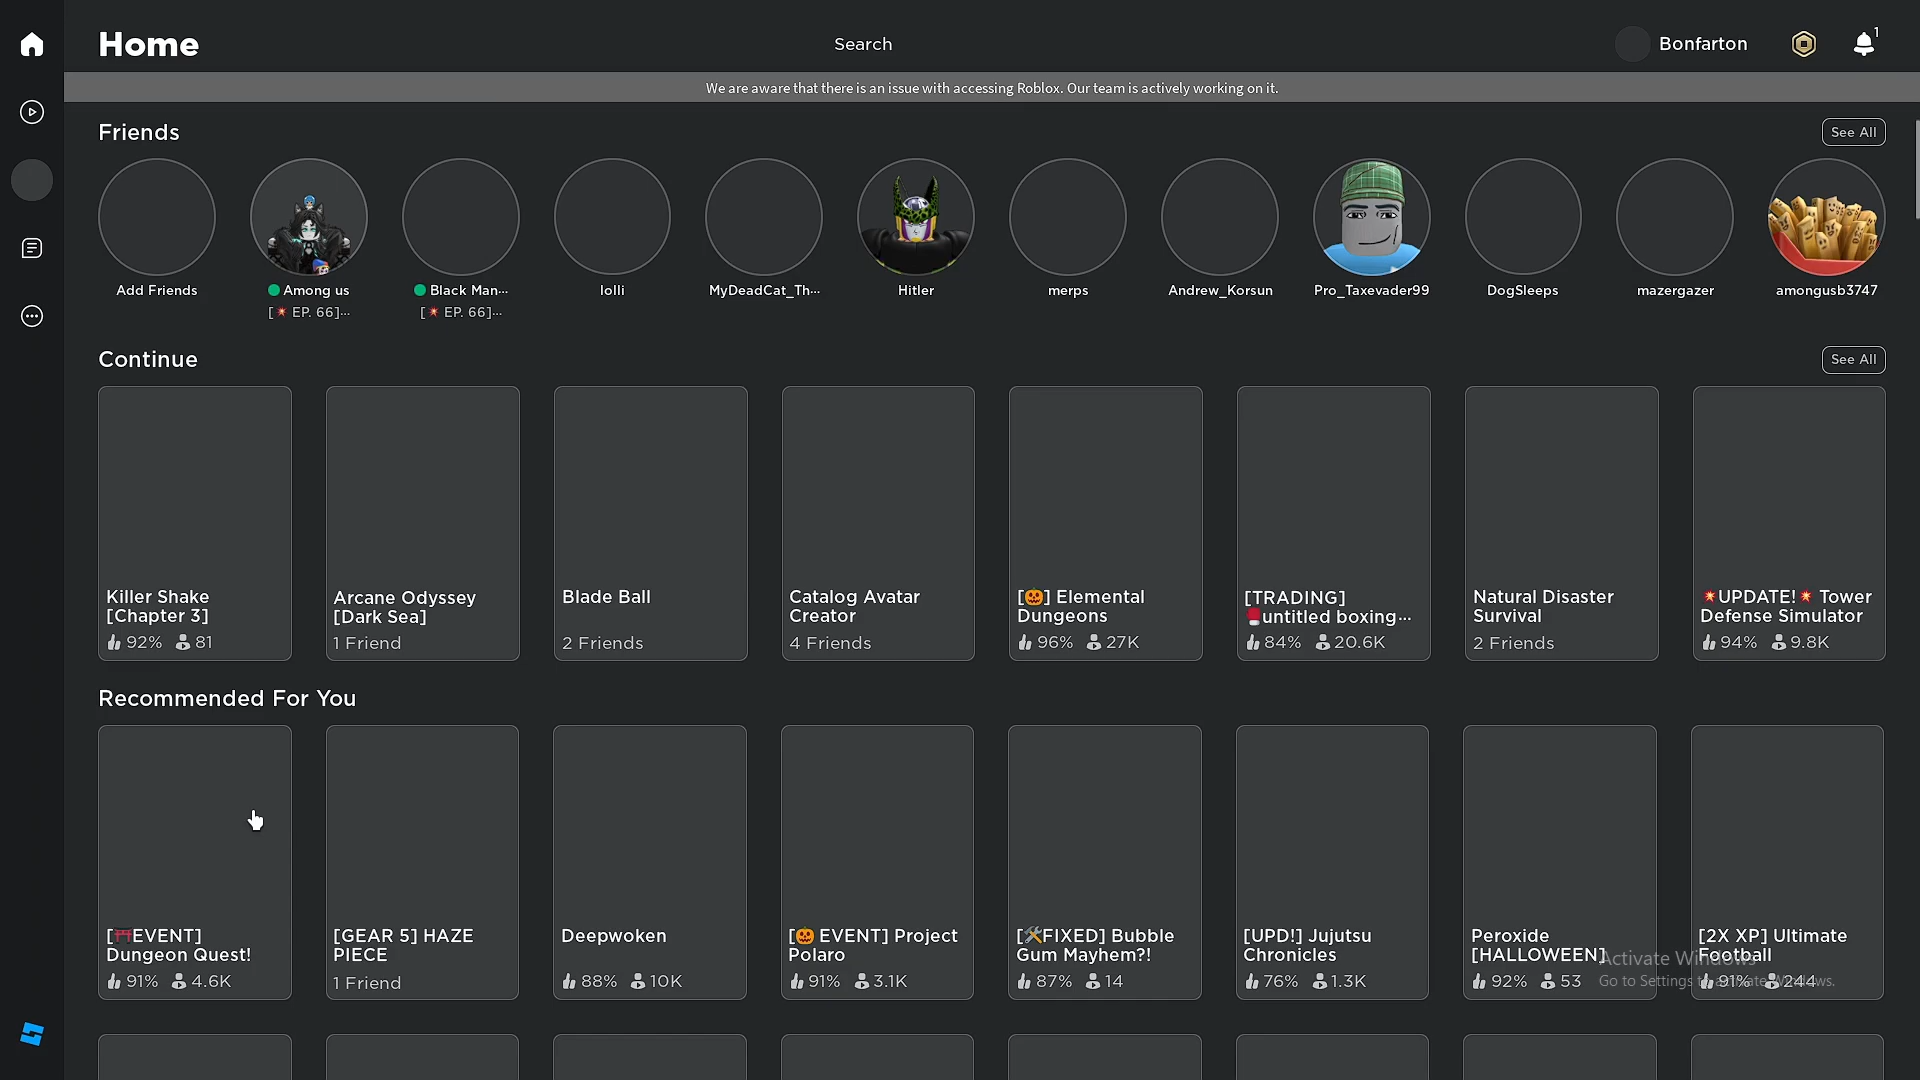 Home
Search
Bonfarton
1
We are aware that there is an issue with accessing Roblox. Our team is actively working on it.
Friends
See All
Add Friends
Among us
Black Man...
lolli
MyDeadCat_Th...
Hitler
merps
Andrew_Korsun
Pro_Taxevader99
DogSleeps
mazergazer
amongusb3747
[💥 EP. 66]...
[💥 EP. 66]...
Continue
See All
Killer Shake
[Chapter 3]
92% 81
Arcane Odyssey
[Dark Sea]
1 Friend
Blade Ball
2 Friends
Catalog Avatar
Creator
4 Friends
[🎃] Elemental
Dungeons
96% 27K
[TRADING]
🥊untitled boxing...
84% 20.6K
Natural Disaster
Survival
2 Friends
💥UPDATE!💥 Tower
Defense Simulator
94% 9.8K
Recommended For You
[⛩️EVENT]
Dungeon Quest!
91% 4.6K
[GEAR 5] HAZE
PIECE
1 Friend
Deepwoken
88% 10K
[🎃 EVENT] Project
Polaro
91% 3.1K
[🛠️FIXED] Bubble
Gum Mayhem?!
87% 14
[UPD!] Jujutsu
Chronicles
76% 1.3K
Peroxide
[HALLOWEEN]
92% 53
[2X XP] Ultimate
Football
91% 244
Activate Windows
Go to Settings to activate Windows.